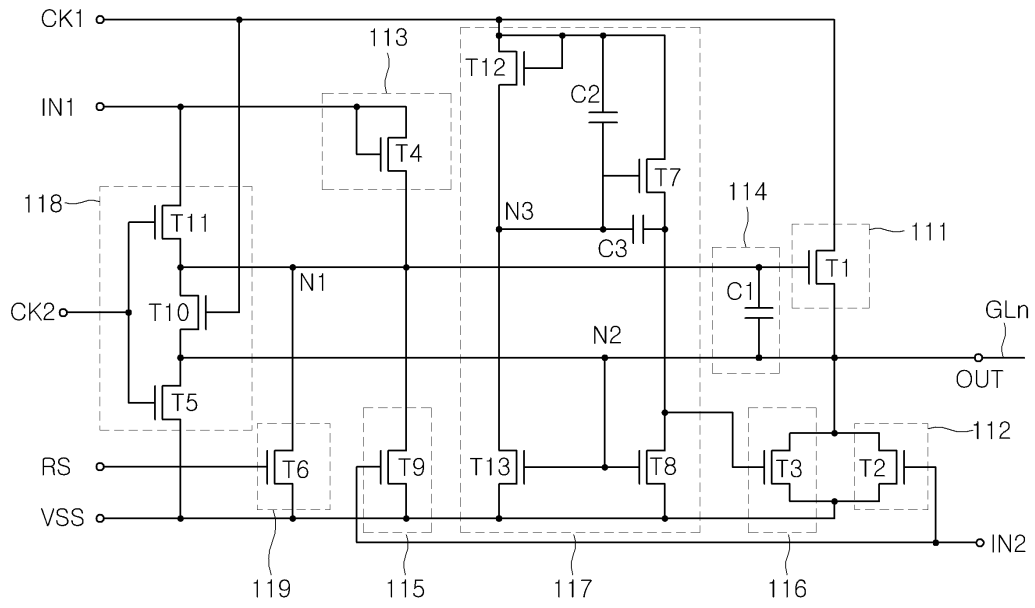 CK1
113
T12
C2
IN1
T4
T7
118
T11
N3
114
C3
111
N1
T1
CK2
T10
C1
N2
GLn
OUT
T5
112
RS
T6
T9
T13
T8
T3
T2
VSS
IN2
119
115
117
116